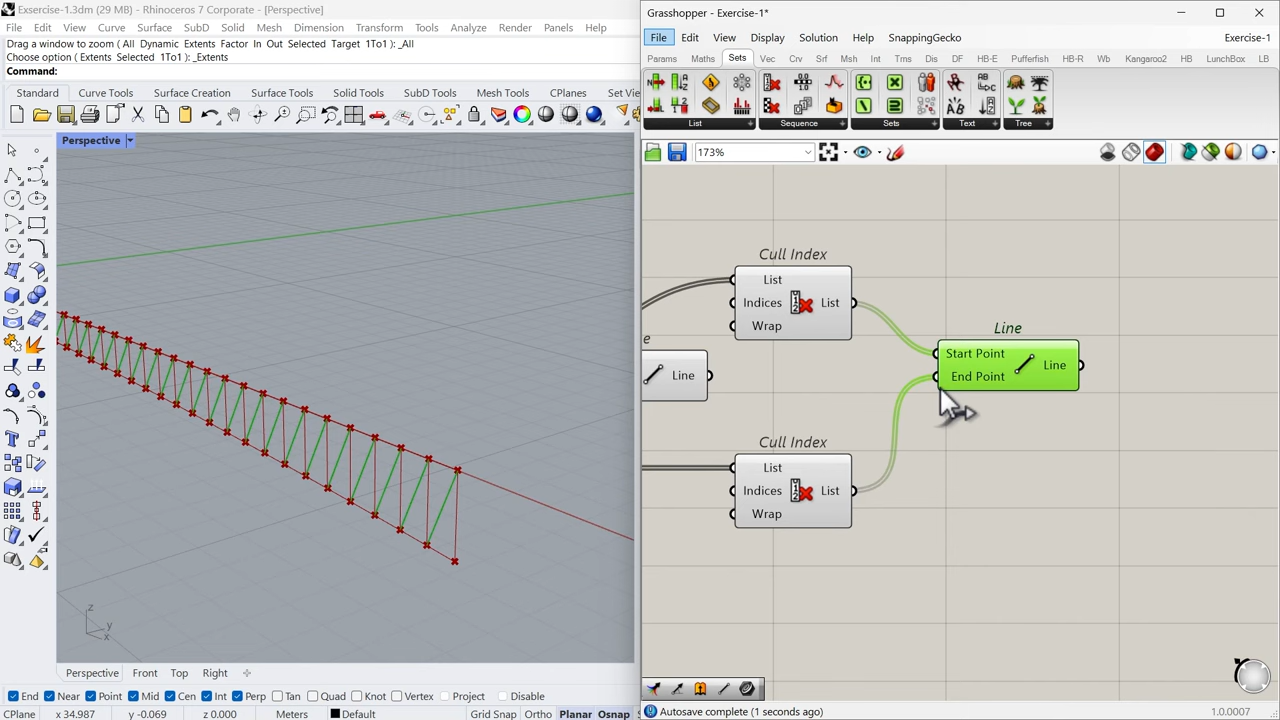 Exsercise-1.3dm (29 MB) - Rhinoceros 7 Corporate - [Perspective]
File Edit View Curve Surface SubD Solid Mesh Dimension Transform Tools Analyze Render Panels Help
Drag a window to zoom ( All Dynamic Extents Factor In Out Selected Target 1To1 ): _All
Choose option ( Extents Selected 1To1 ): _Extents
Command:
Standard Curve Tools Surface Creation Surface Tools Solid Tools SubD Tools Mesh Tools CPlanes Set Vie
Perspective
z
y
x
Perspective Front Top Right
End Near Point Mid Cen Int Perp Tan Quad Knot Vertex Project Disable
CPlane x 34.987 y -0.069 z 0.000 Meters Default Grid Snap Ortho Planar Osnap
Grasshopper - Exercise-1*
File Edit View Display Solution Help SnappingGecko Exercise-1
Params Maths Sets Vec Crv Srf Msh Int Trns Dis DF HB-E Pufferfish HB-R Wb Kangaroo2 HB LunchBox LB
List Sequence Sets Text Tree
173%
Cull Index
List
Indices List
Wrap
Line
Start Point
End Point Line
e
Line
Cull Index
List
Indices List
Wrap
Autosave complete (1 seconds ago) 1.0.0007